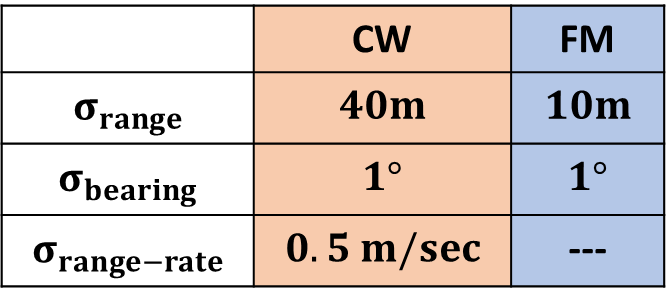 CW FM
σrange 40m 10m
σbearing 1° 1°
σrange−rate 0.5 m/sec ---